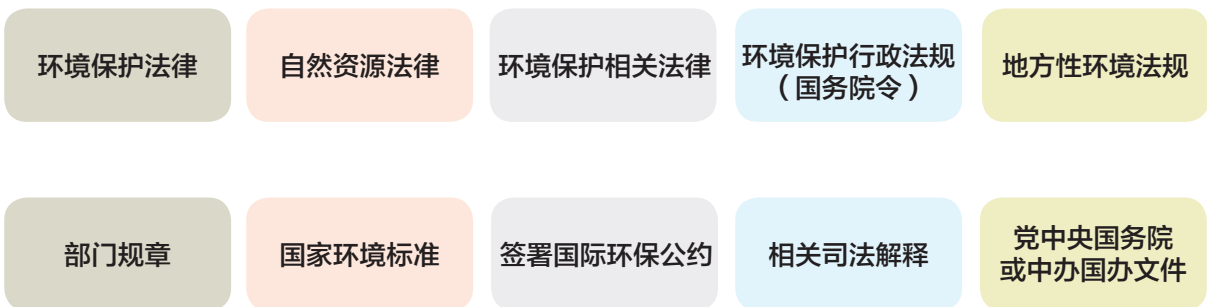 环境保护法律
自然资源法律
环境保护相关法律
环境保护行政法规
（国务院令）
地方性环境法规
部门规章
国家环境标准
签署国际环保公约
相关司法解释
党中央国务院
或中办国办文件